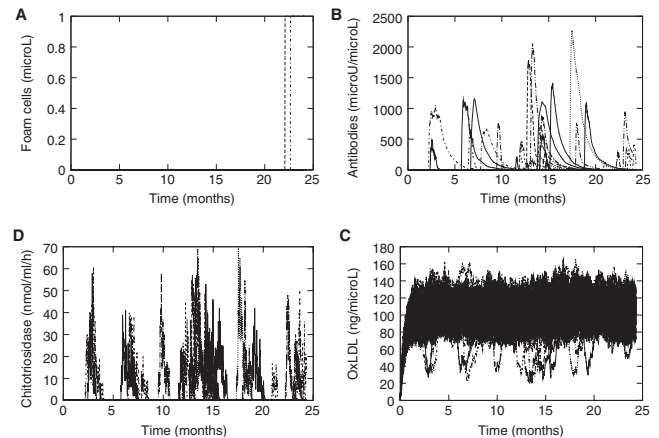 A
Foam cells (microL)
1
0.8
0.6
0.4
0.2
0
0 5 10 15 20 25
Time (months)
B
Antibodies (microU/microL)
2500
2000
1500
1000
500
0
0 5 10 15 20 25
Time (months)
D
Chitotriosidase (nmol/ml/h)
70
60
50
40
30
20
10
0
0 5 10 15 20 25
Time (months)
C
OxLDL (ng/microL)
180
160
140
120
100
80
60
40
20
0
0 5 10 15 20 25
Time (months)